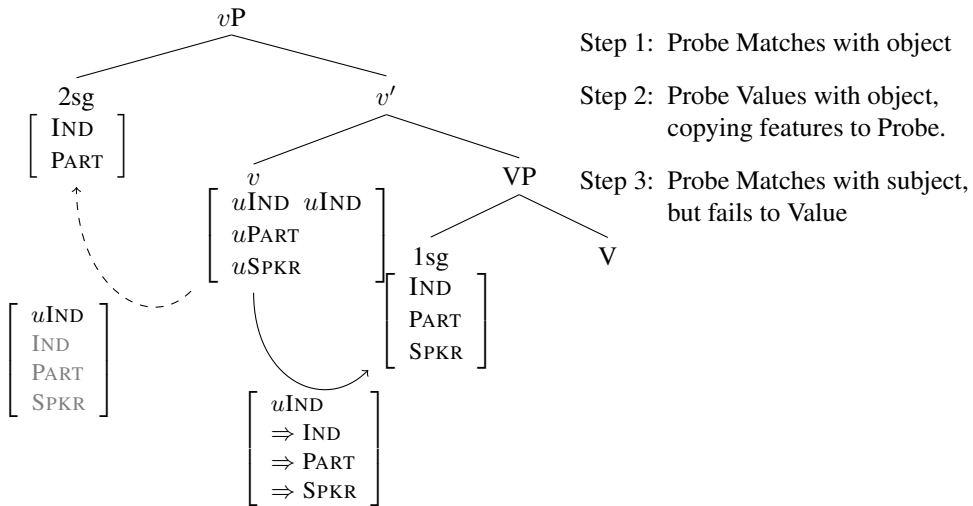 vP
Step 1: Probe Matches with object
2sg
v′
IND
PART
Step 2: Probe Values with object,
copying features to Probe.
v
VP
uIND uIND
uPART
uSPKR
Step 3: Probe Matches with subject,
but fails to Value
1sg
V
IND
PART
SPKR
uIND
IND
PART
SPKR
uIND
⇒ IND
⇒ PART
⇒ SPKR